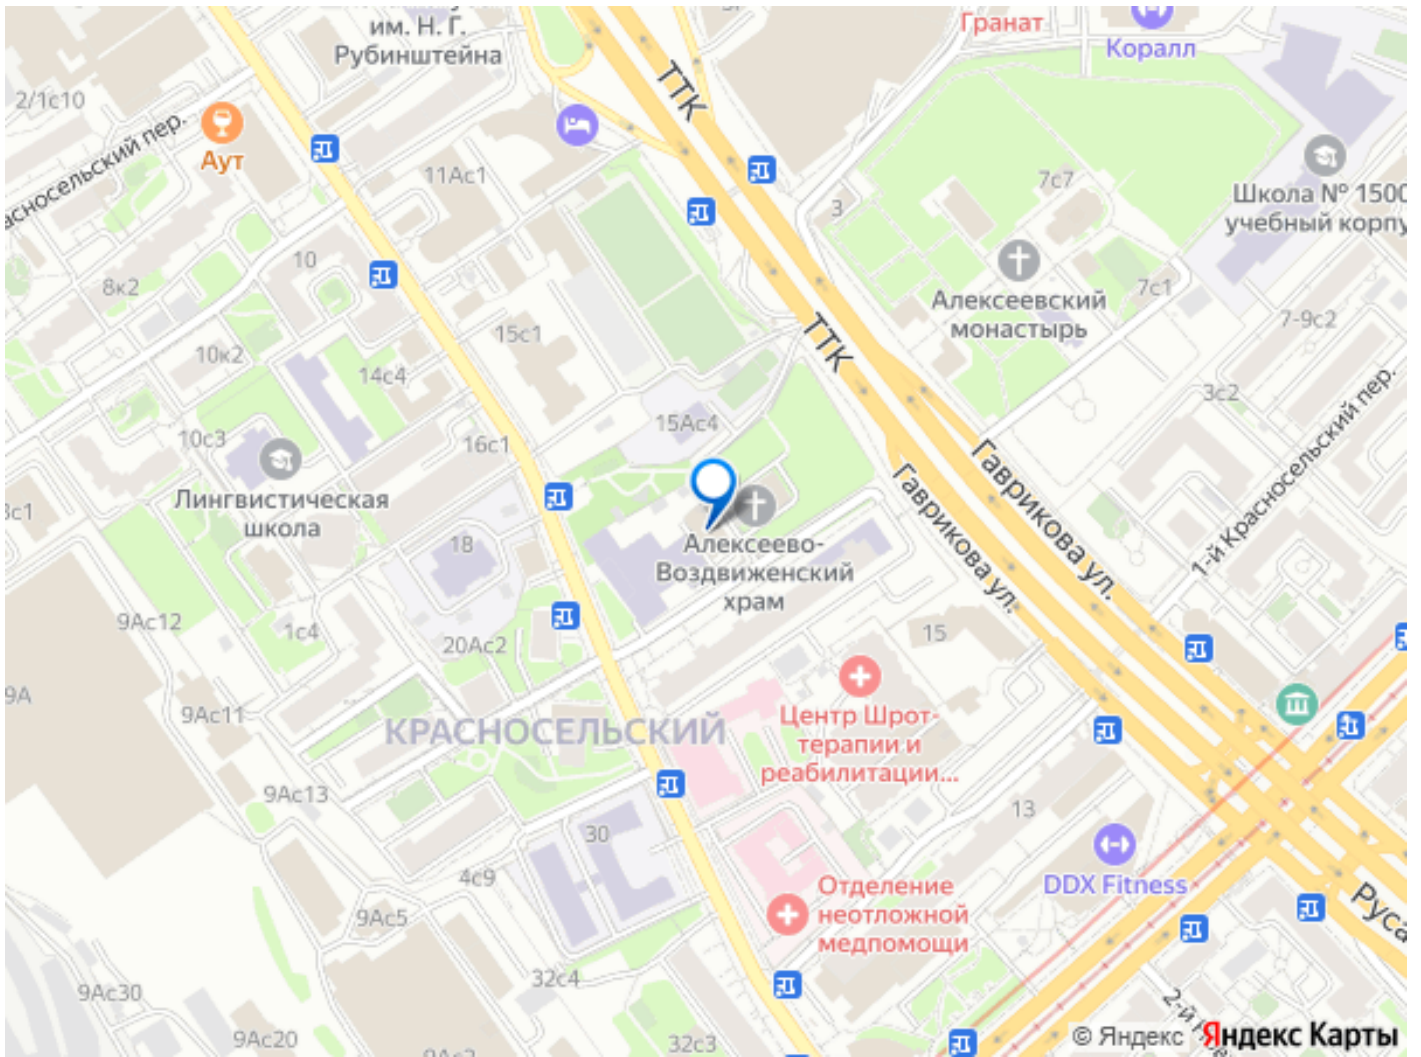 им. Н. Г.
Рубинштейна
ТТК
Гранат
Коралл
2/1с10
Аут
11Ас1
7с7
Школа № 1500
3
10
8к2
Алексеевский
монастырь
7с1
7-9с2
15с1
ТТК
10к2
14с4
3с2
1-й Красносельский пер.
15Ас4
10с3
16с1
Лингвистическая
школа
Гаврикова ул.
Гаврикова ул.
18
Алексеево-
Воздвиженский
храм
9Ас12
1с4
20Ас2
15
9А
9Ас11
КРАСНОСЕЛЬСКИЙ
Центр Шрот-
терапии и
реабилитации...
9Ас13
13
30
4с9
DDX Fitness
Отделение
неотложной
медпомощи
9Ас5
32с4
9Ас30
9Ас20
32с3
2-й
© Яндекс Яндекс Карты